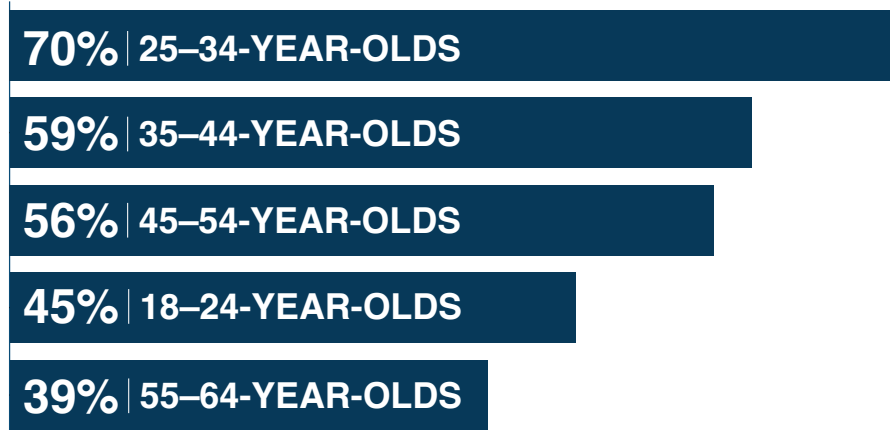 70% | 25–34-YEAR-OLDS
59% | 35–44-YEAR-OLDS
56% | 45–54-YEAR-OLDS
45% | 18–24-YEAR-OLDS
39% | 55–64-YEAR-OLDS